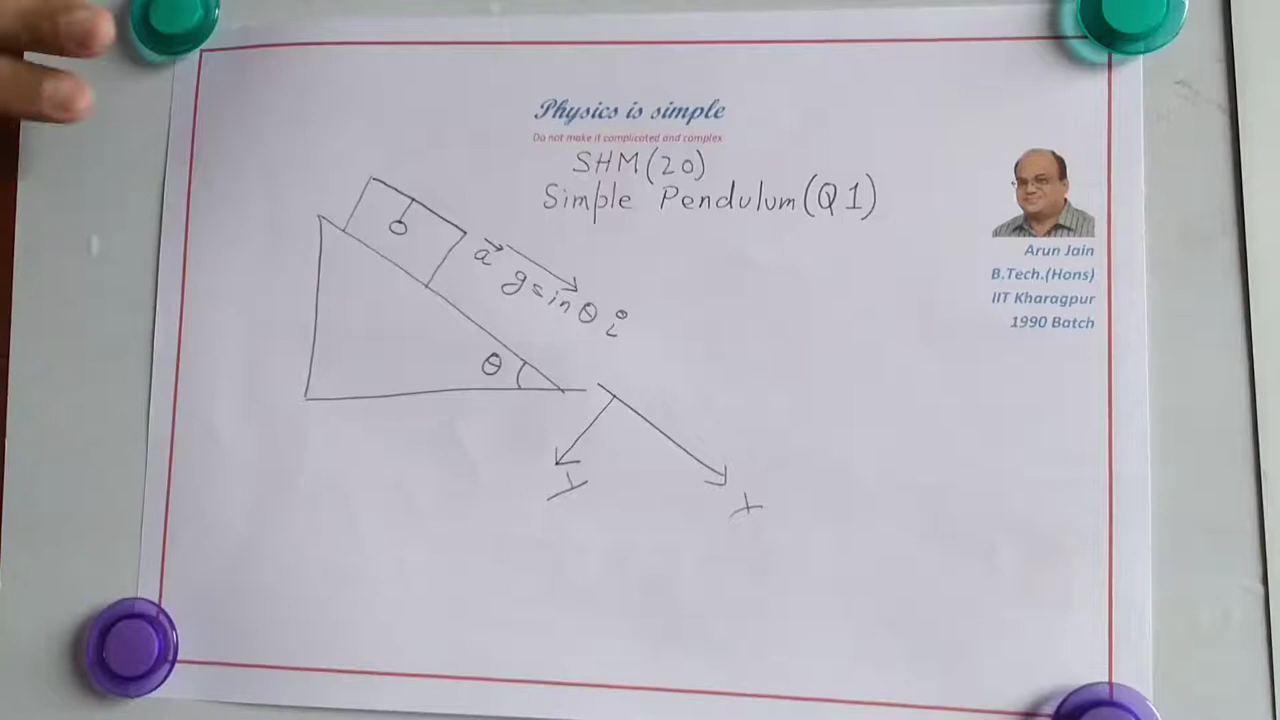 Physics is simple
Do not make it complicated and complex
SHM(20)
Simple Pendulum(Q1)
Arun Jain
B.Tech.(Hons)
IIT Kharagpur
1990 Batch
a⃗
g sin θ i
θ
Y
X